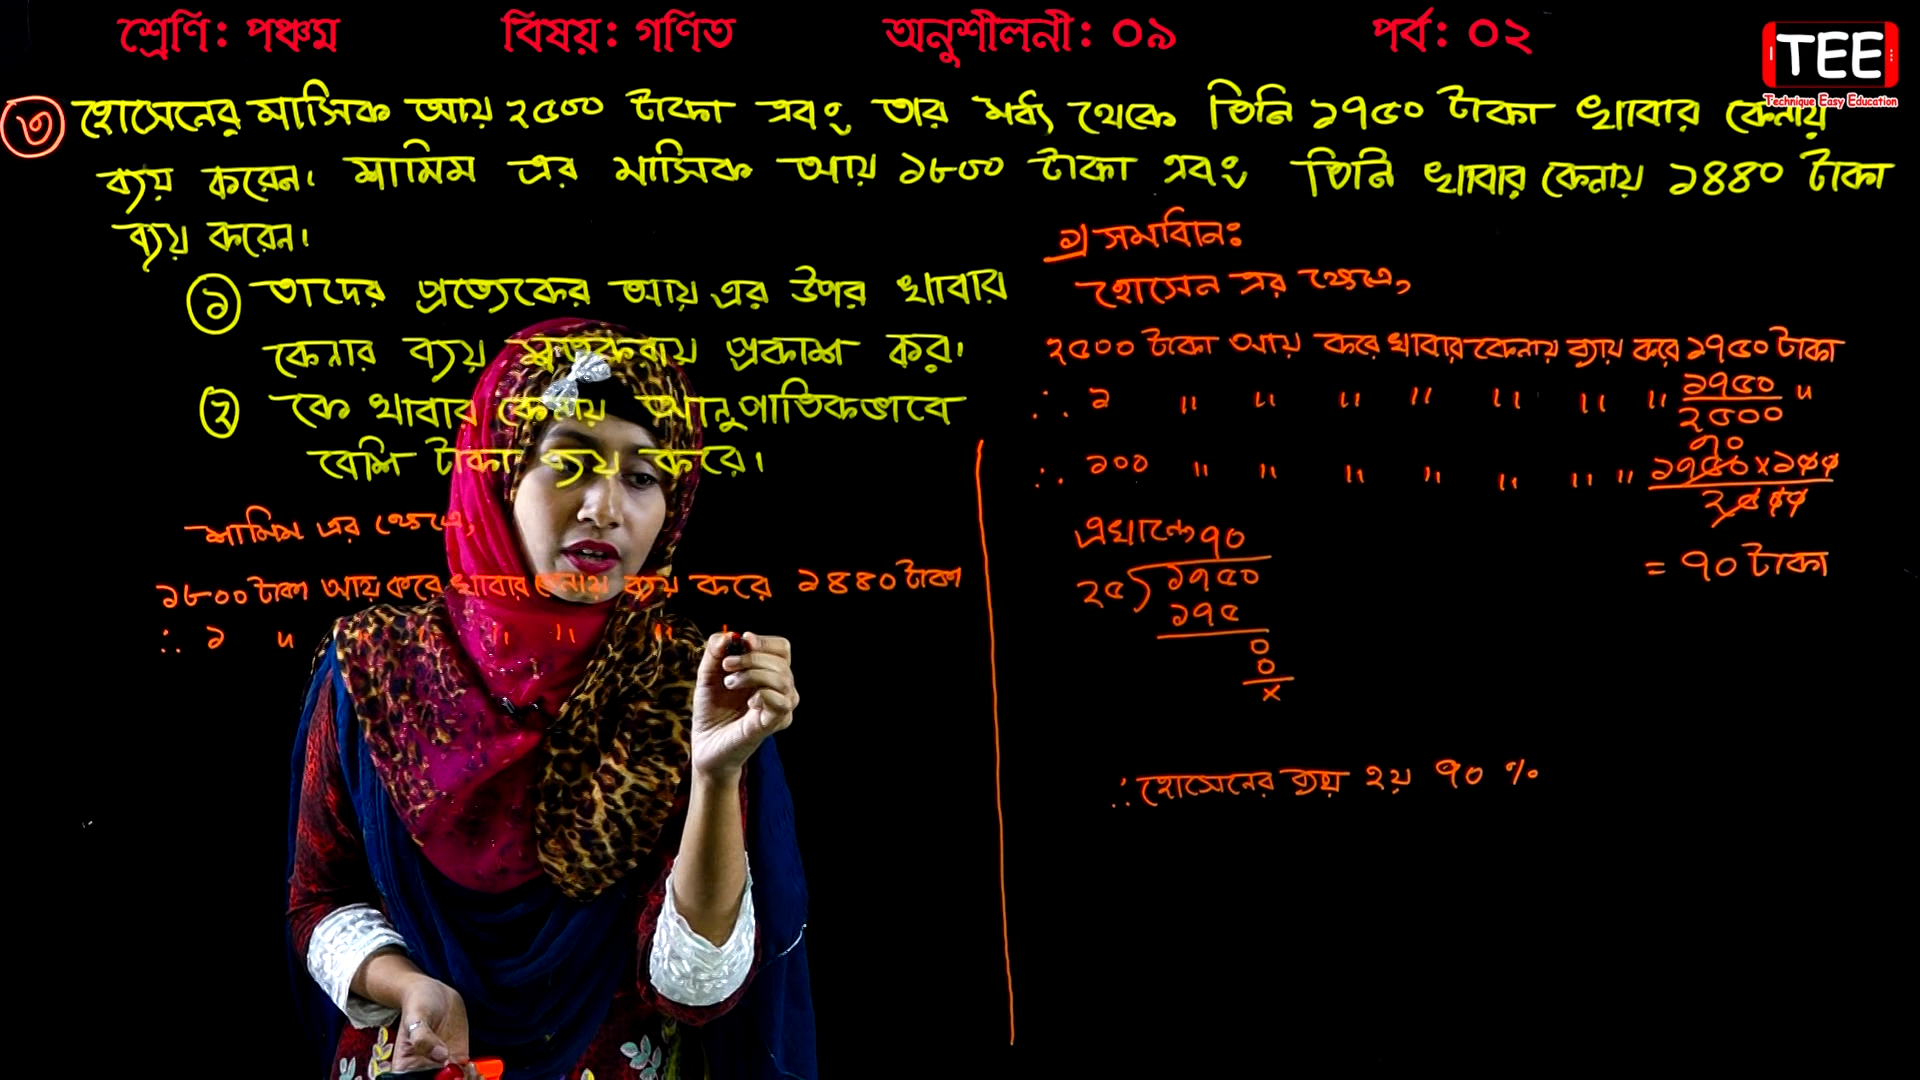 শ্রেণি: পঞ্চম বিষয়: গণিত অনুশীলনী: ০৯ পর্ব: ০২
TEE
Technique Easy Education
৩ হোসেনের মাসিক আয় ২৫০০ টাকা এবং তার মধ্য থেকে তিনি ১৭৫০ টাকা খাবার কেনায়
ব্যয় করেন। শামিম এর মাসিক আয় ১৮০০ টাকা এবং তিনি খাবার কেনায় ১৪৪০ টাকা
ব্যয় করেন।
১ তাদের প্রত্যেকের আয় এর উপর খাবার
কেনার ব্যয় শতকরায় প্রকাশ কর।
২ কে খাবার কেনায় আনুপাতিকভাবে
বেশি টাকা ব্যয় করে।
শামিম এর ক্ষেত্রে,
১৮০০ টাকা আয় করে খাবার কেনায় ব্যয় করে ১৪৪০ টাকা
∴ ১ " " " " " " "
১) সমাধান:
হোসেন এর ক্ষেত্রে,
২৫০০ টাকা আয় করে খাবার কেনায় ব্যায় করে ১৭৫০ টাকা
∴ ১ " " " " " " " ১৭৫০/২৫০০ "
∴ ১০০ " " " " " " " ১৭৫০×১০০/২৫০০
৭০
= ৭০ টাকা
এখানে ৭০
২৫) ১৭৫০
১৭৫
০
০
×
∴ হোসেনের ব্যয় হয় ৭০ %